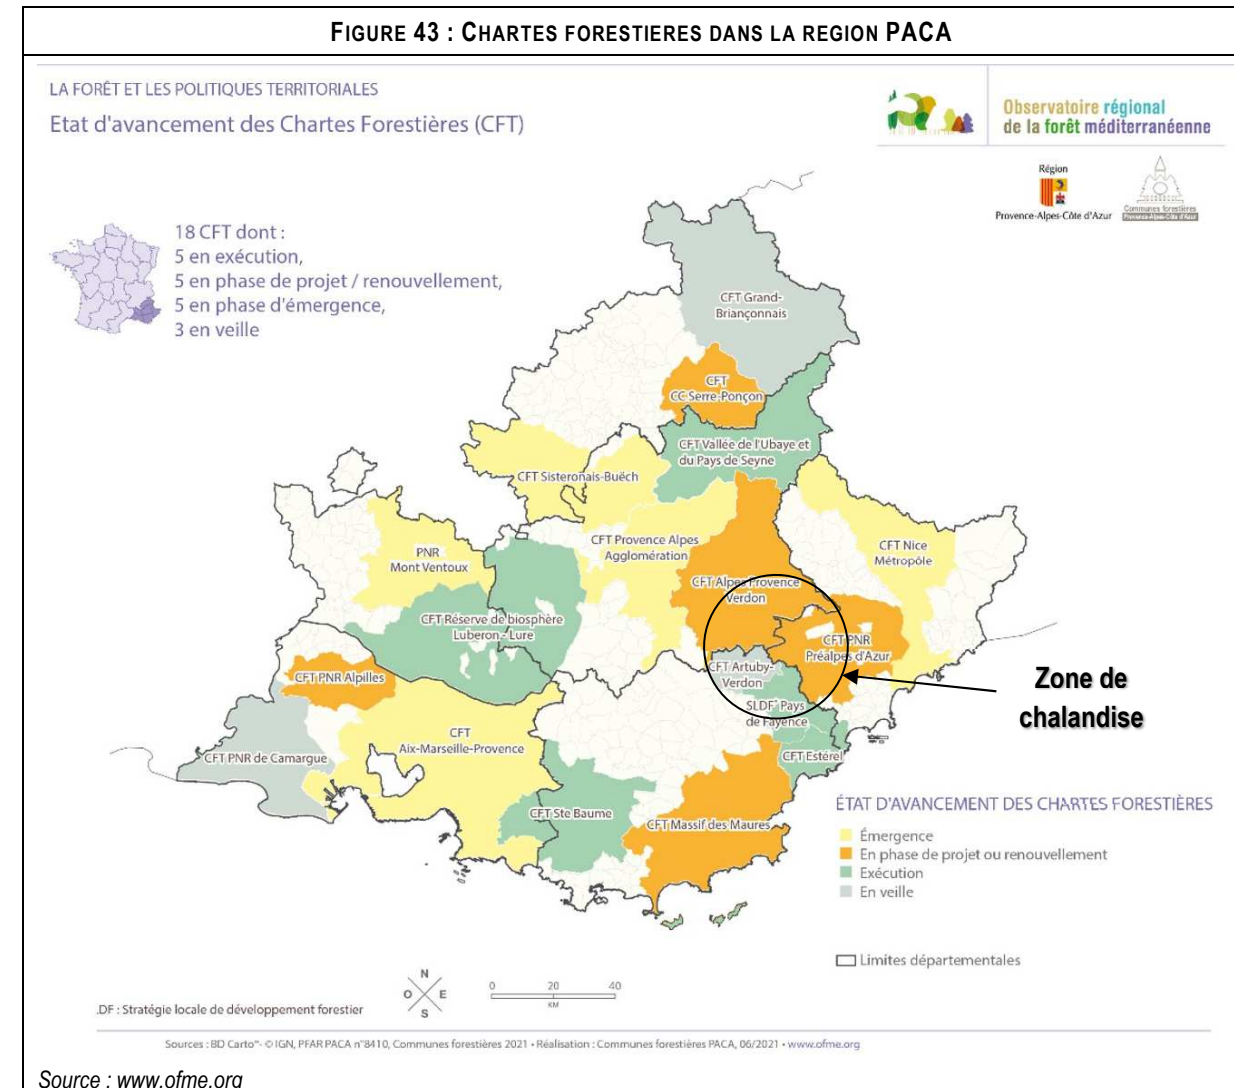 FIGURE 43 : CHARTES FORESTIERES DANS LA REGION PACA
LA FORÊT ET LES POLITIQUES TERRITORIALES
Etat d'avancement des Chartes Forestières (CFT)
Observatoire régional
de la forêt méditerranéenne
Région
Provence-Alpes-Côte d'Azur
Communes forestières
Provence-Alpes-Côte d'Azur
18 CFT dont :
5 en exécution,
5 en phase de projet / renouvellement,
5 en phase d'émergence,
3 en veille
CFT Grand-
Briançonnais
CFT
CC Serre-Ponçon
CFT Vallée de l'Ubaye et
du Pays de Seyne
CFT Sisteronais-Buëch
CFT Provence Alpes
Agglomération
CFT Nice
Métropôle
PNR
Mont Ventoux
CFT Alpes Provence
Verdon
CFT Réserve de biosphère
Luberon - Lure
CFT PNR
Préalpes d'Azur
CFT Artuby-
Verdon
CFT PNR Alpilles
Zone de
chalandise
SLDF* Pays
de Fayence
CFT
Aix-Marseille-Provence
CFT PNR de Camargue
CFT Estérel
CFT Ste Baume
CFT Massif des Maures
ÉTAT D'AVANCEMENT DES CHARTES FORESTIÈRES
Émergence
En phase de projet ou renouvellement
Exécution
En veille
Limites départementales
N
O E
S
0 20 40
KM
.DF : Stratégie locale de développement forestier
Sources : BD Carto™- © IGN, PFAR PACA n°8410, Communes forestières 2021 • Réalisation : Communes forestières PACA, 06/2021 • www.ofme.org
Source : www.ofme.org